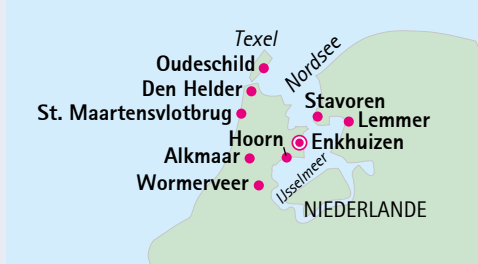 Texel
Nordsee
Oudeschild
Den Helder
Stavoren
St. Maartensvlotbrug
Lemmer
Hoorn
Enkhuizen
Alkmaar
Wormerveer
IJsselmeer
NIEDERLANDE